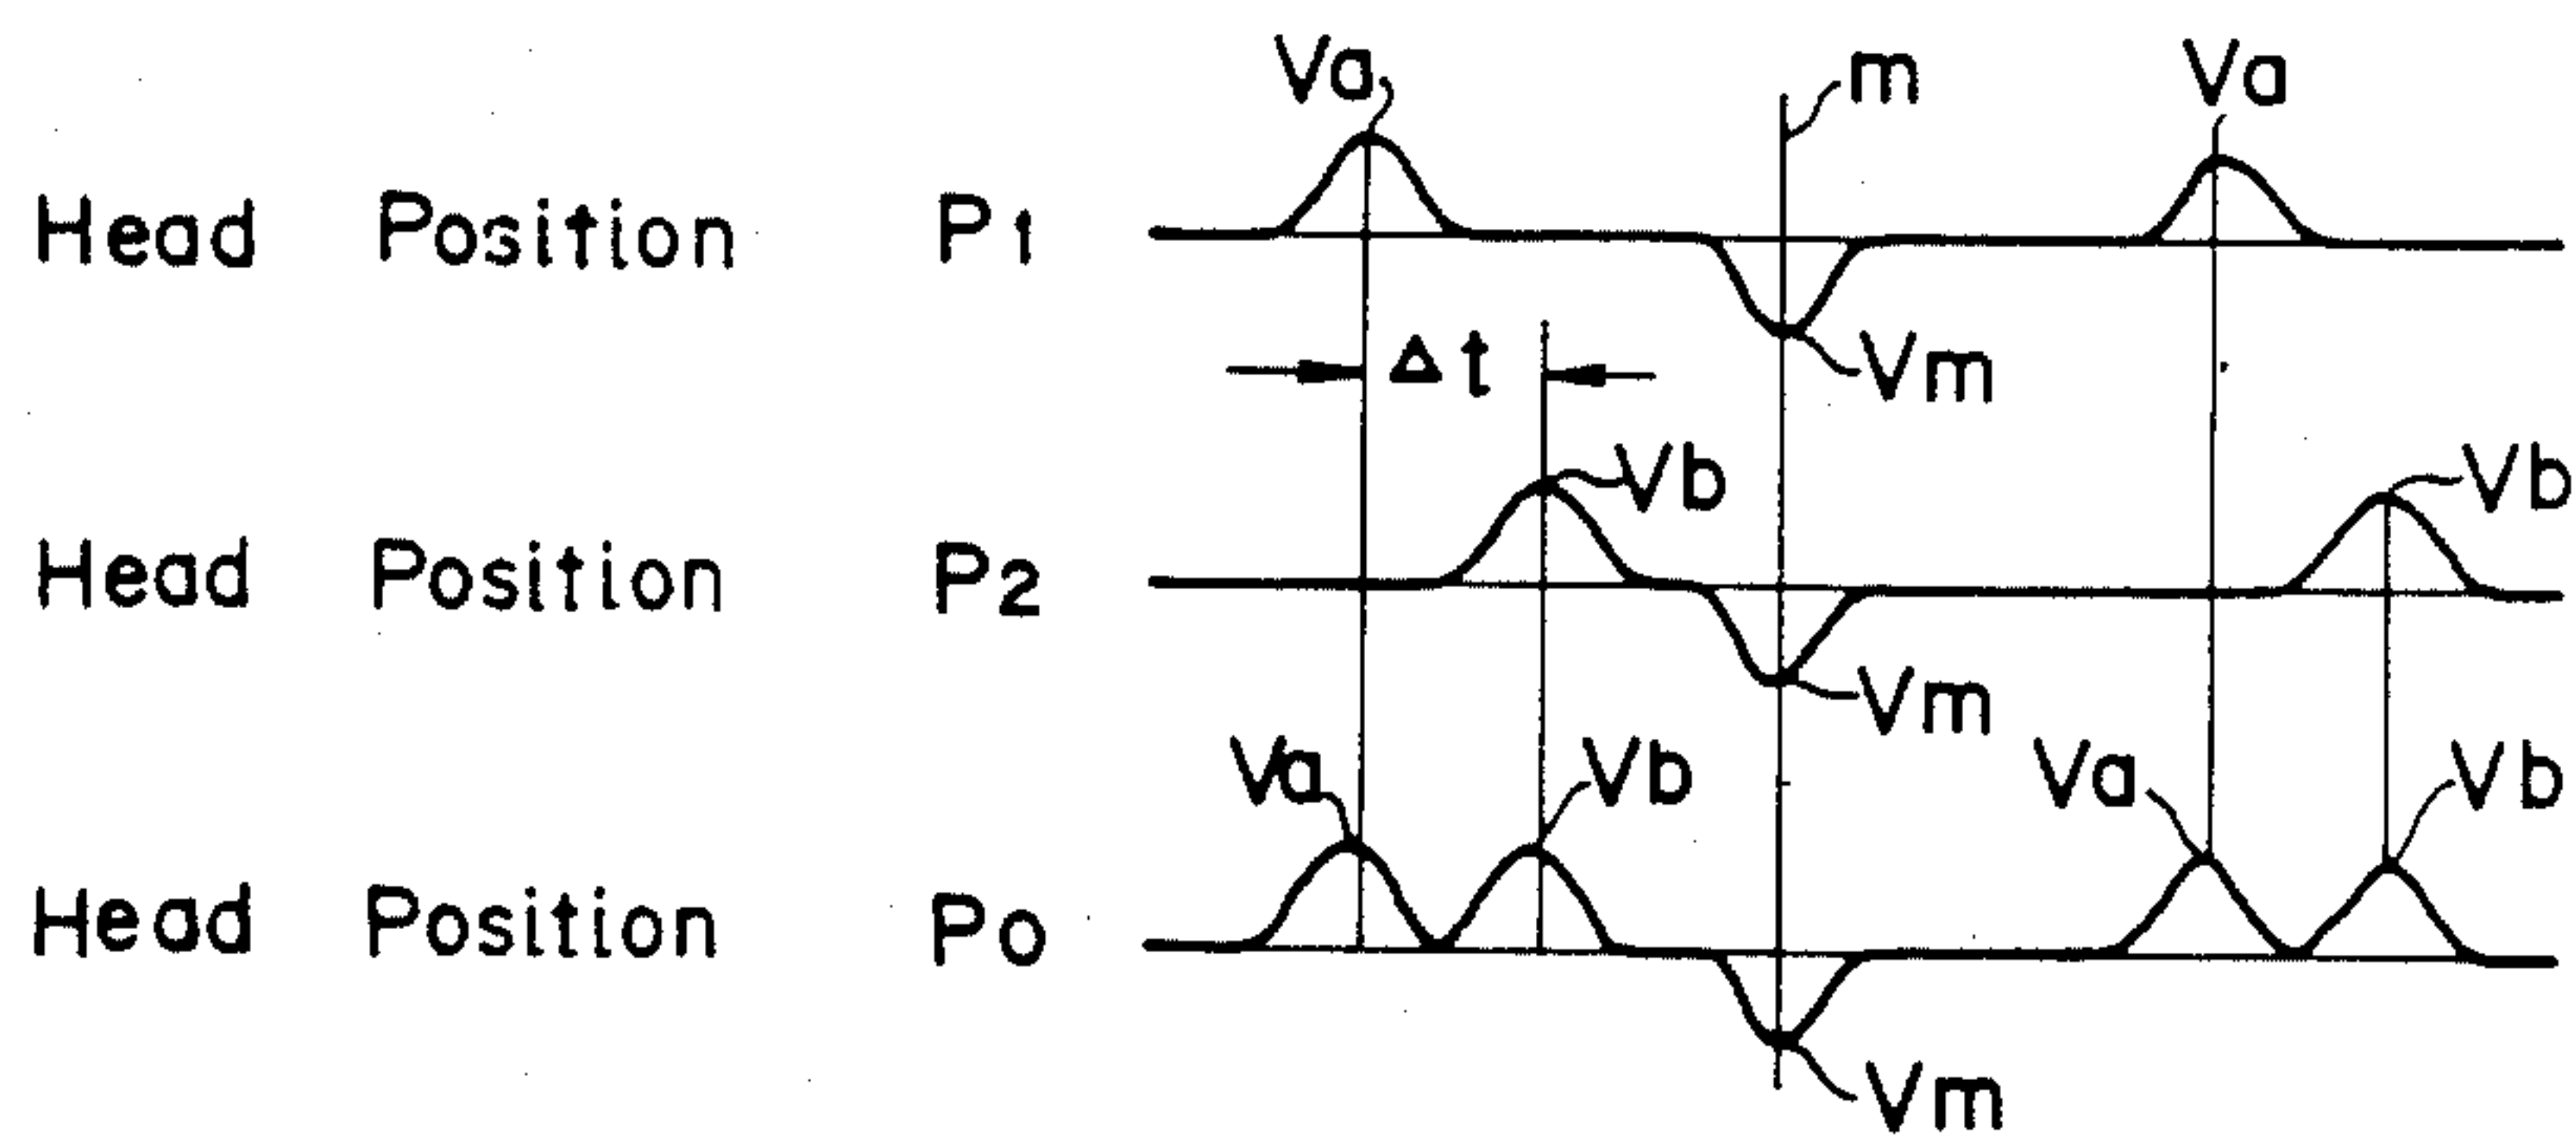 Va m Va
Head Position P1
Δt Vm
Vb Vb
Head Position P2
Vm
Va Vb Va Vb
Head Position Po
Vm